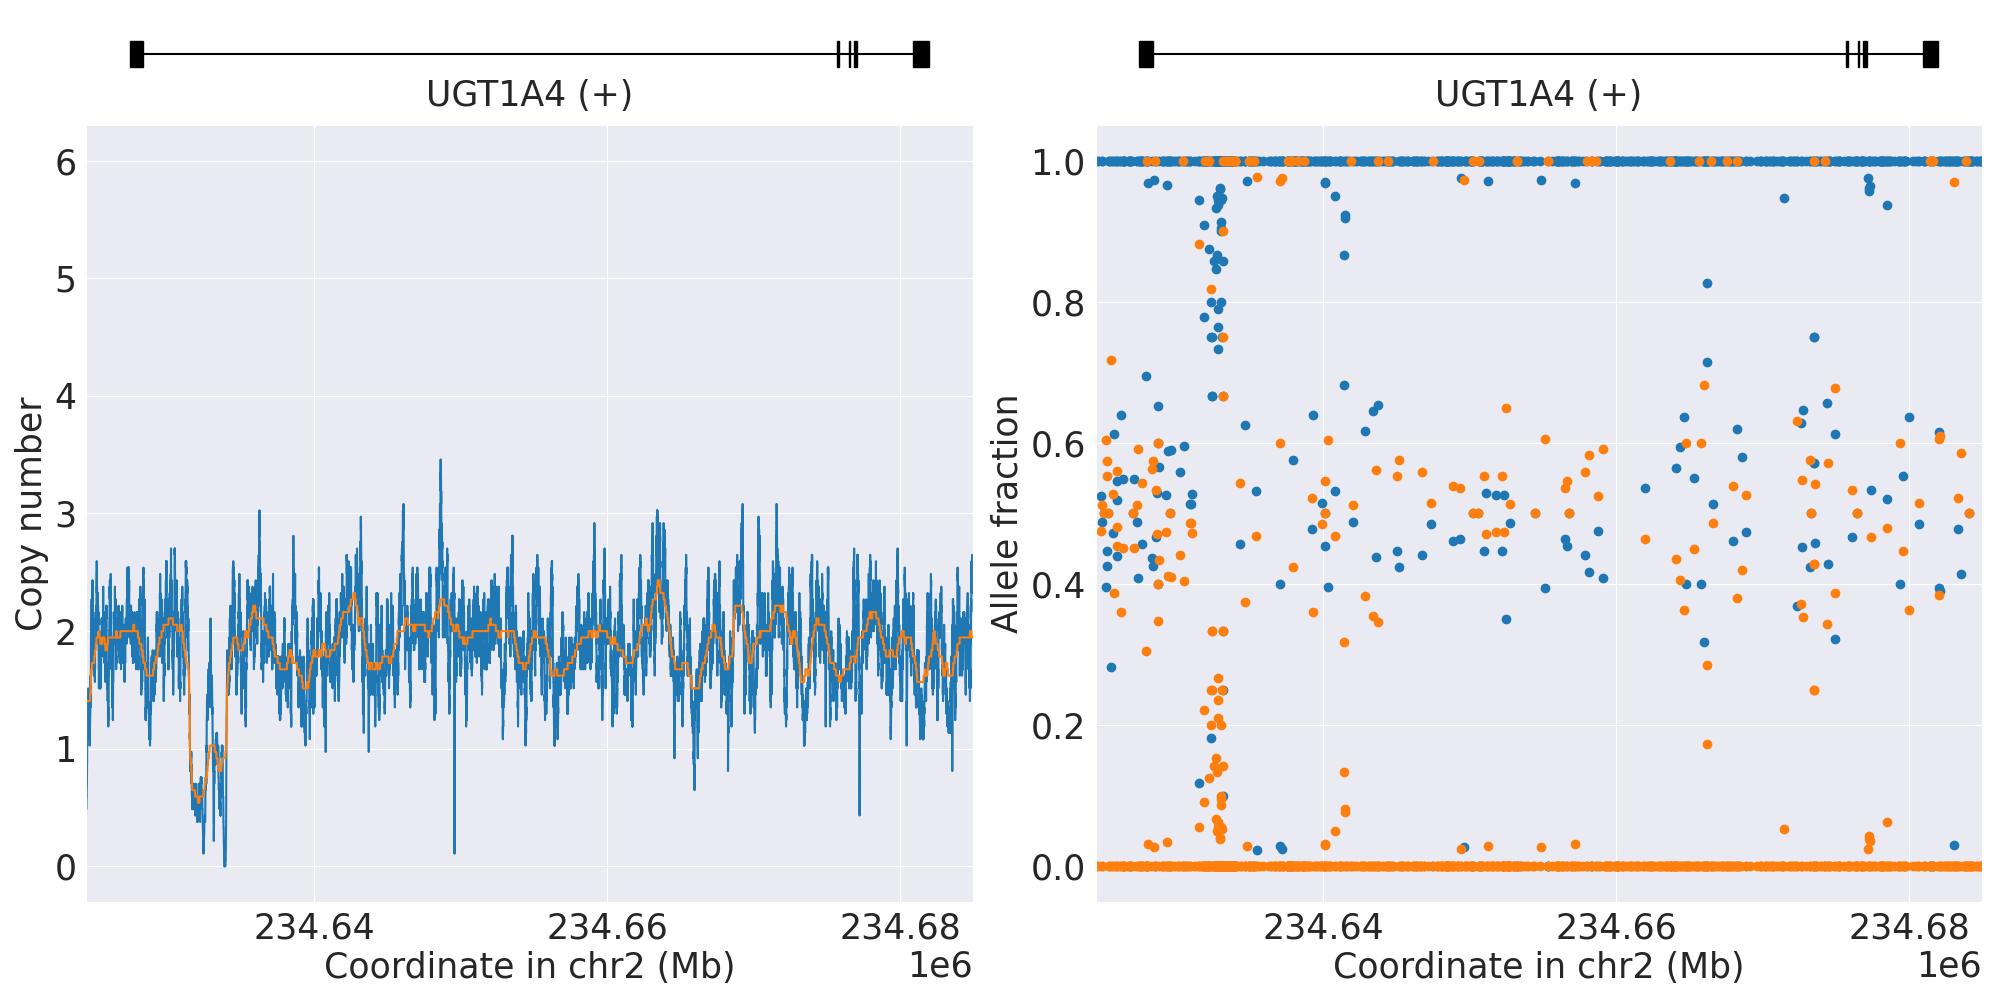 UGT1A4 (+)
Copy number
6
5
4
3
2
1
0
234.64
234.66
234.68
1e6
Coordinate in chr2 (Mb)
UGT1A4 (+)
Allele fraction
1.0
0.8
0.6
0.4
0.2
0.0
234.64
234.66
234.68
1e6
Coordinate in chr2 (Mb)